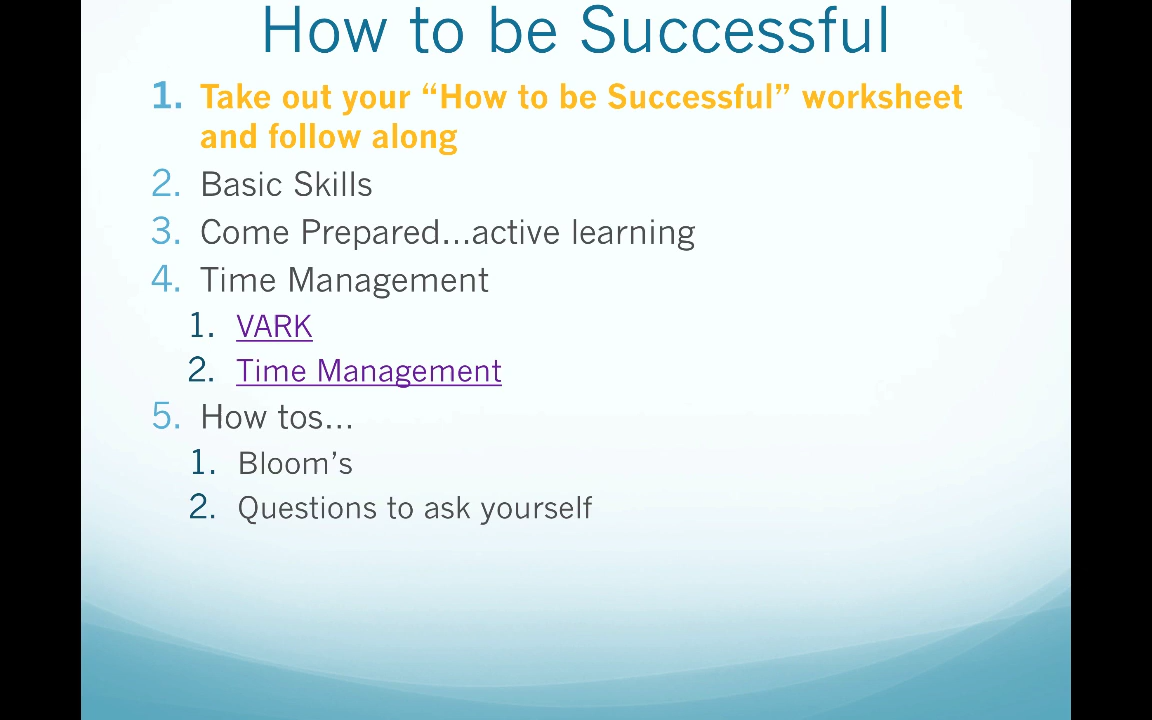 How to be Successful
1. Take out your “How to be Successful” worksheet
and follow along
2. Basic Skills
3. Come Prepared...active learning
4. Time Management
1. VARK
2. Time Management
5. How tos...
1. Bloom’s
2. Questions to ask yourself